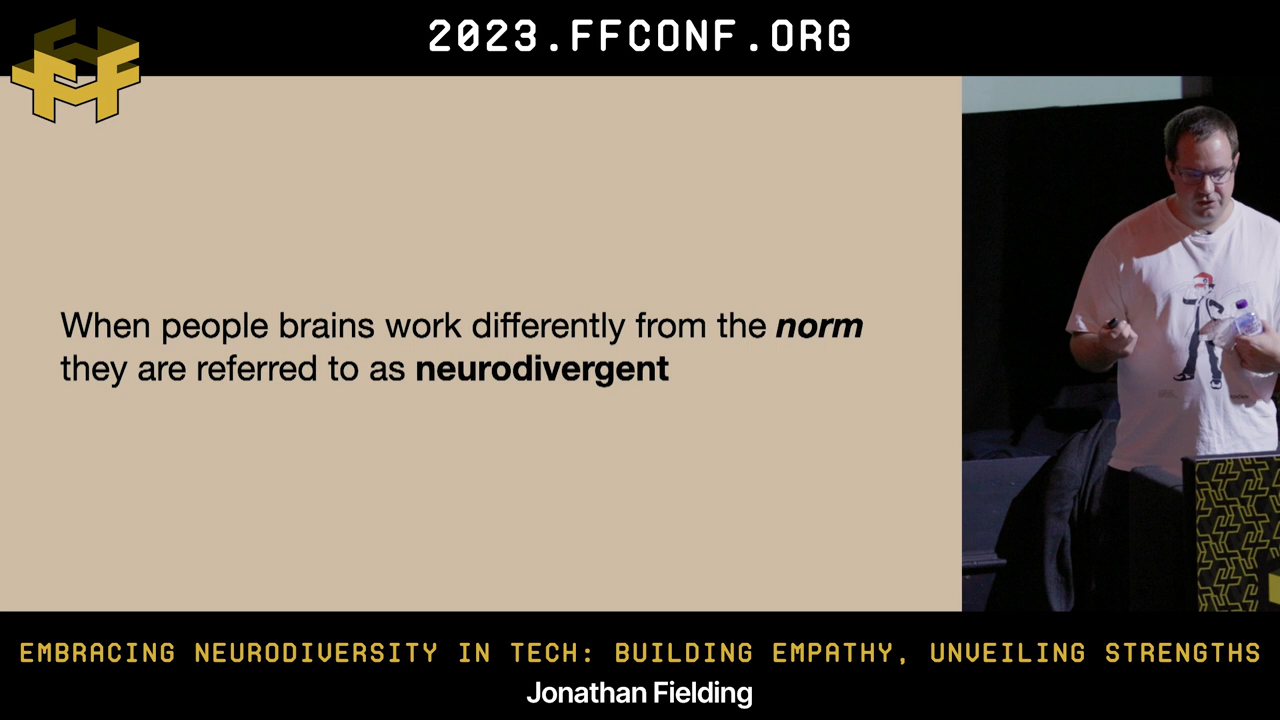 2023.FFCONF.ORG
When people brains work differently from the norm
they are referred to as neurodivergent
EMBRACING NEURODIVERSITY IN TECH: BUILDING EMPATHY, UNVEILING STRENGTHS
Jonathan Fielding